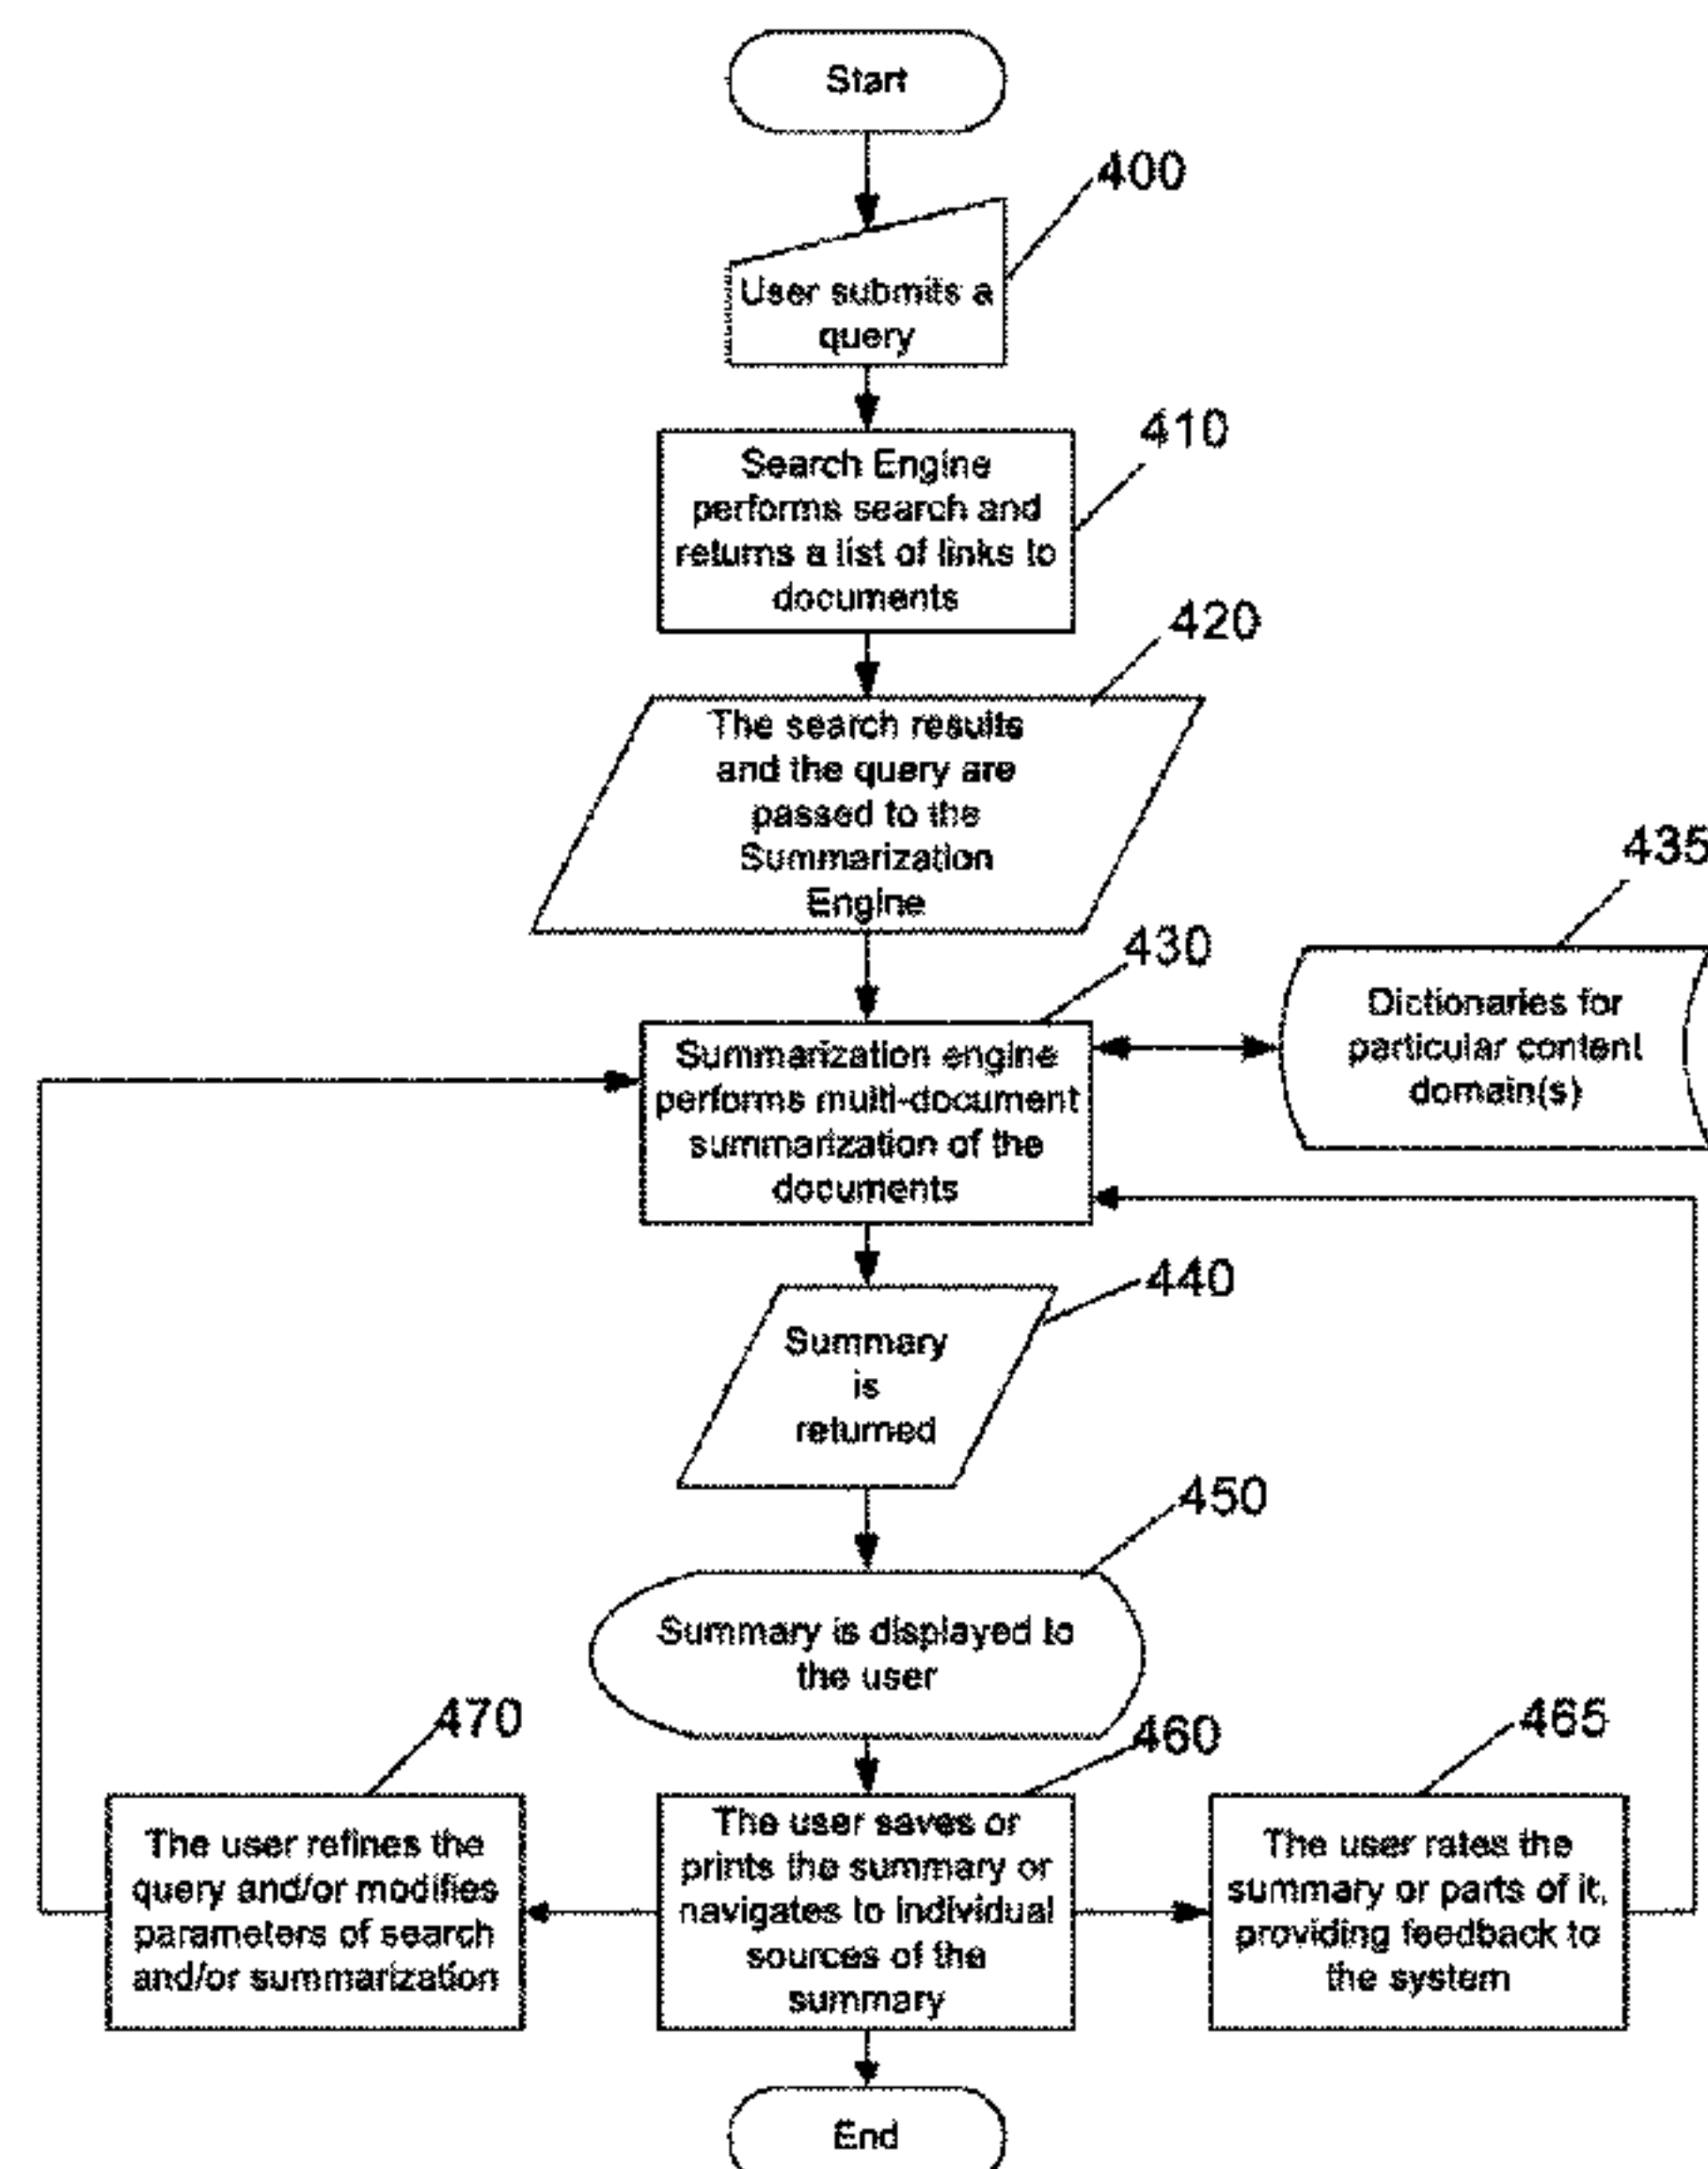 Start
400
User submits a
query
410
Search Engine
performs search and
returns a list of links to
documents
420
The search results
and the query are
passed to the
Summarization
Engine
435
430
Dictionaries for
particular content
domain(s)
Summarization engine
performs multi-document
summarization of the
documents
440
Summary
is
returned
450
Summary is displayed to
the user
470
460
465
The user refines the
query and/or modifies
parameters of search
and/or summarization
The user saves or
prints the summary or
navigates to individual
sources of the
summary
The user rates the
summary or parts of it,
providing feedback to
the system
End